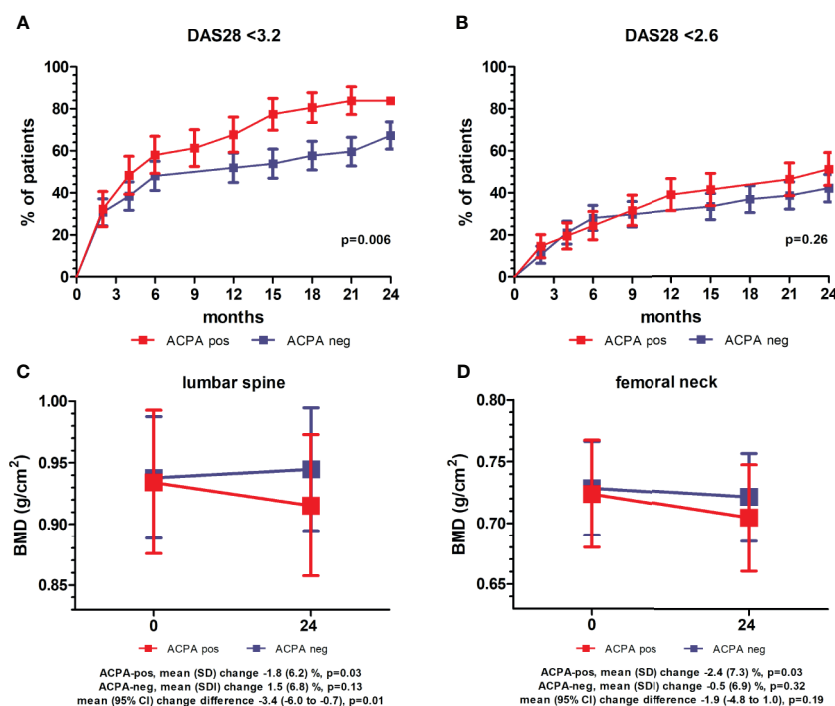 A
DAS28 <3.2
% of patients
100
80
60
40
20
0
p=0.006
0 3 6 9 12 15 18 21 24
months
ACPA pos ACPA neg
B
DAS28 <2.6
% of patients
100
80
60
40
20
0
p=0.26
0 3 6 9 12 15 18 21 24
months
ACPA pos ACPA neg
C
lumbar spine
BMD (g/cm²)
1.00
0.95
0.90
0.85
0 24
ACPA pos ACPA neg
ACPA-pos, mean (SD) change -1.8 (6.2) %, p=0.03
ACPA-neg, mean (SDI) change 1.5 (6.8) %, p=0.13
mean (95% CI) change difference -3.4 (-6.0 to -0.7), p=0.01
D
femoral neck
BMD (g/cm²)
0.80
0.75
0.70
0.65
0 24
ACPA pos ACPA neg
ACPA-pos, mean (SD) change -2.4 (7.3) %, p=0.03
ACPA-neg, mean (SDI) change -0.5 (6.9) %, p=0.32
mean (95% CI) change difference -1.9 (-4.8 to 1.0), p=0.19